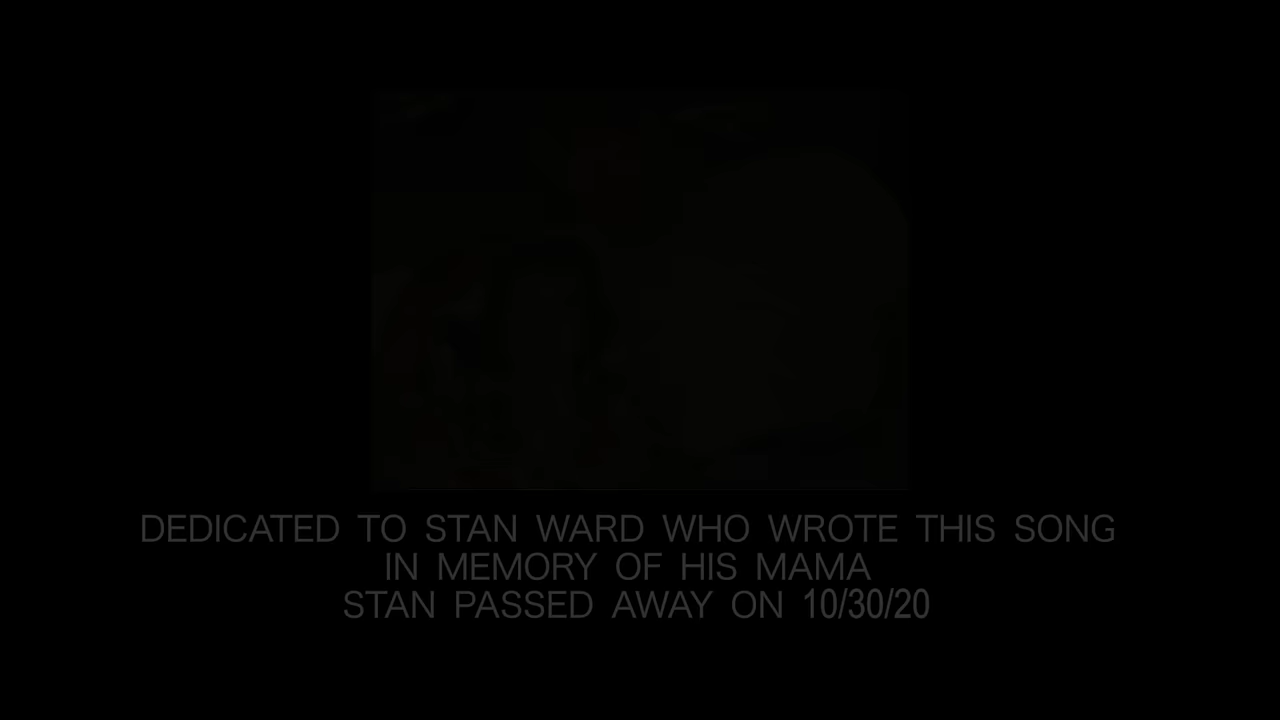 DEDICATED TO STAN WARD WHO WROTE THIS SONG
IN MEMORY OF HIS MAMA
STAN PASSED AWAY ON 10/30/20